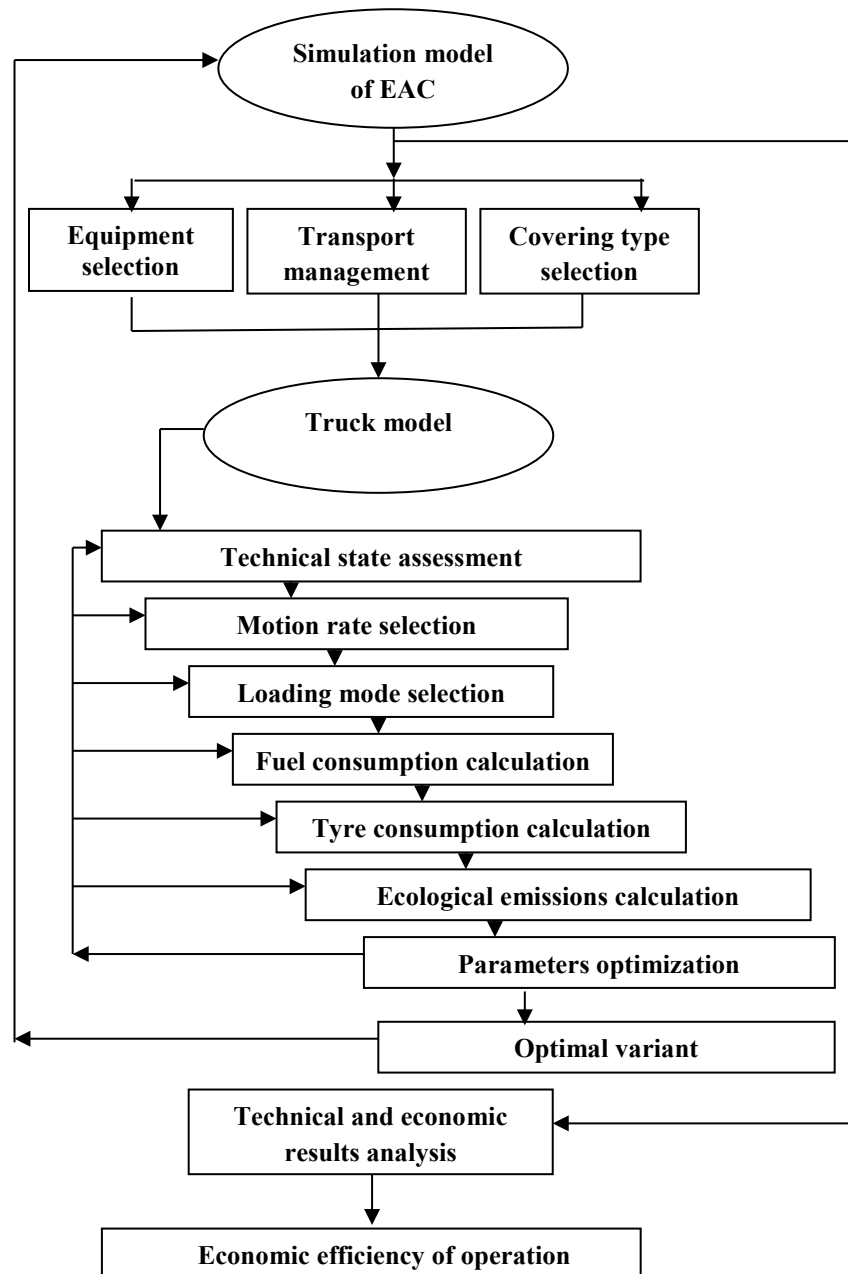 Simulation model
of EAC
Equipment
selection
Transport
management
Covering type
selection
Truck model
Technical state assessment
Motion rate selection
Loading mode selection
Fuel consumption calculation
Tyre consumption calculation
Ecological emissions calculation
Parameters optimization
Optimal variant
Technical and economic
results analysis
Economic efficiency of operation